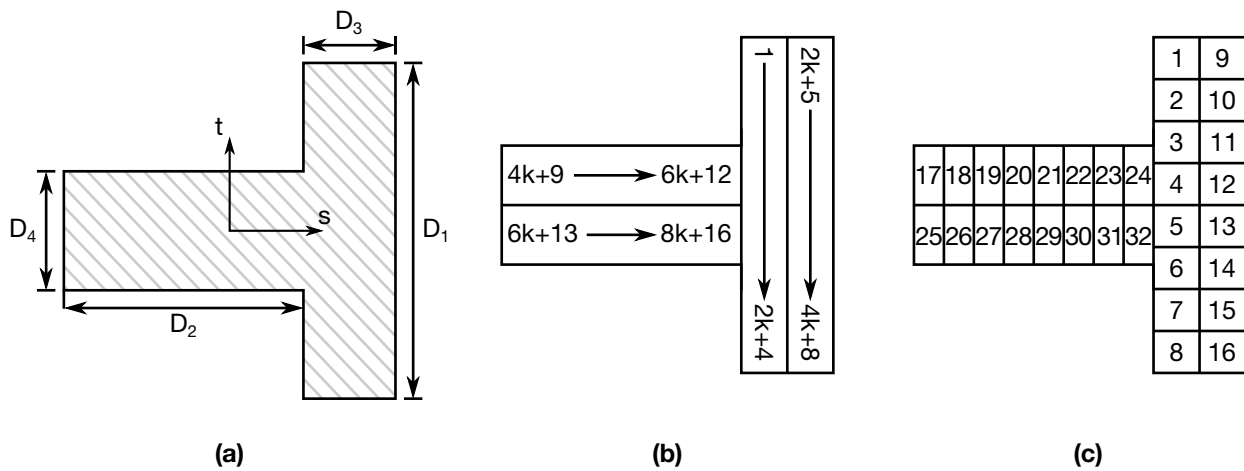 D3
t
D4
s
D1
D2
(a)
1
2k+5
4k+9
6k+12
6k+13
8k+16
2k+4
4k+8
(b)
1 9
2 10
3 11
17 18 19 20 21 22 23 24
4 12
5 13
25 26 27 28 29 30 31 32
6 14
7 15
8 16
(c)